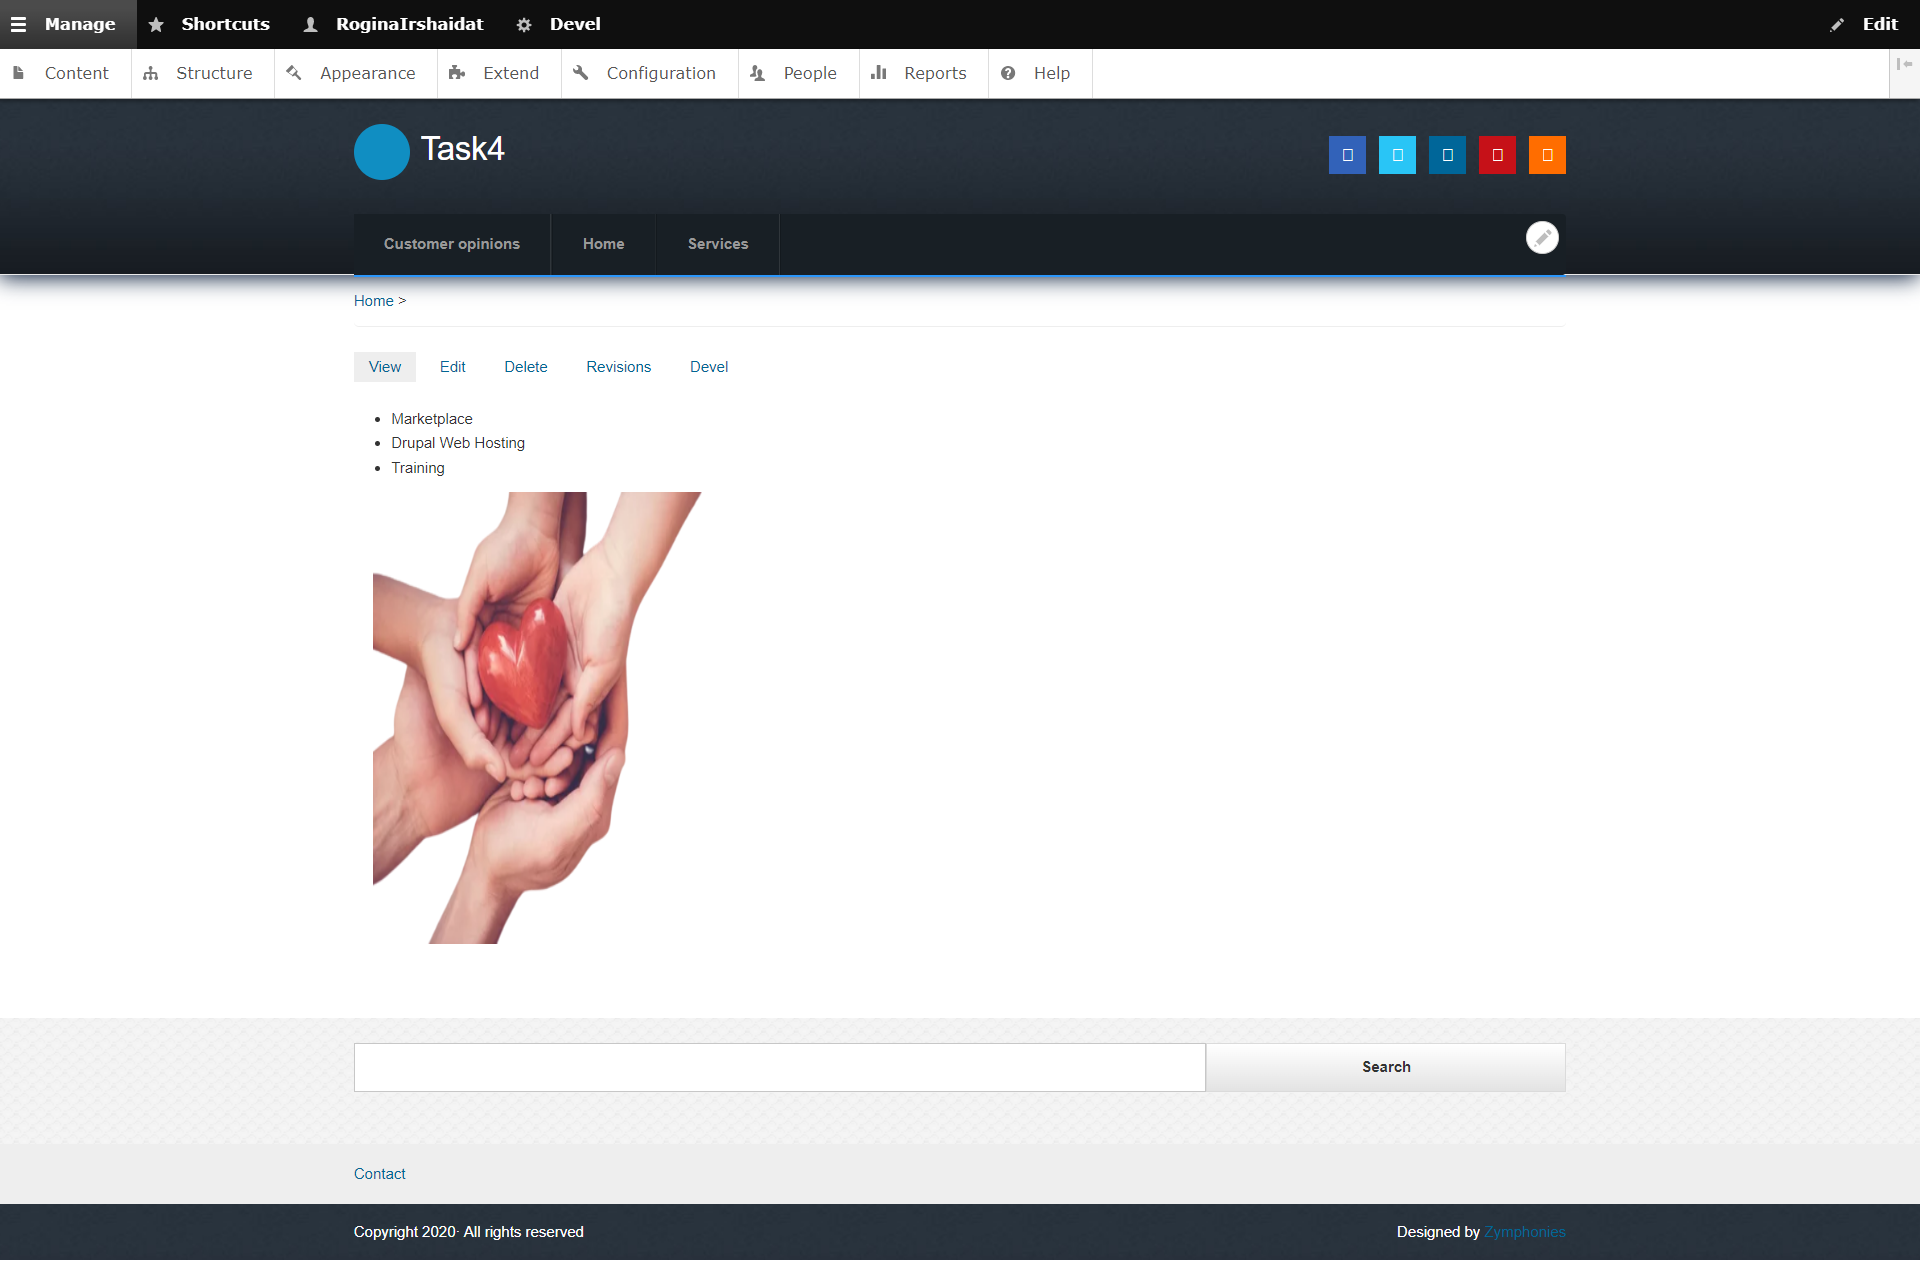 Manage Shortcuts RoginaIrshaidat Devel Edit
Content Structure Appearance Extend Configuration People Reports Help
Task4
Customer opinions Home Services
Home >
View Edit Delete Revisions Devel
Marketplace
Drupal Web Hosting
Training
Search
Contact
Copyright 2020· All rights reserved Designed by Zymphonies